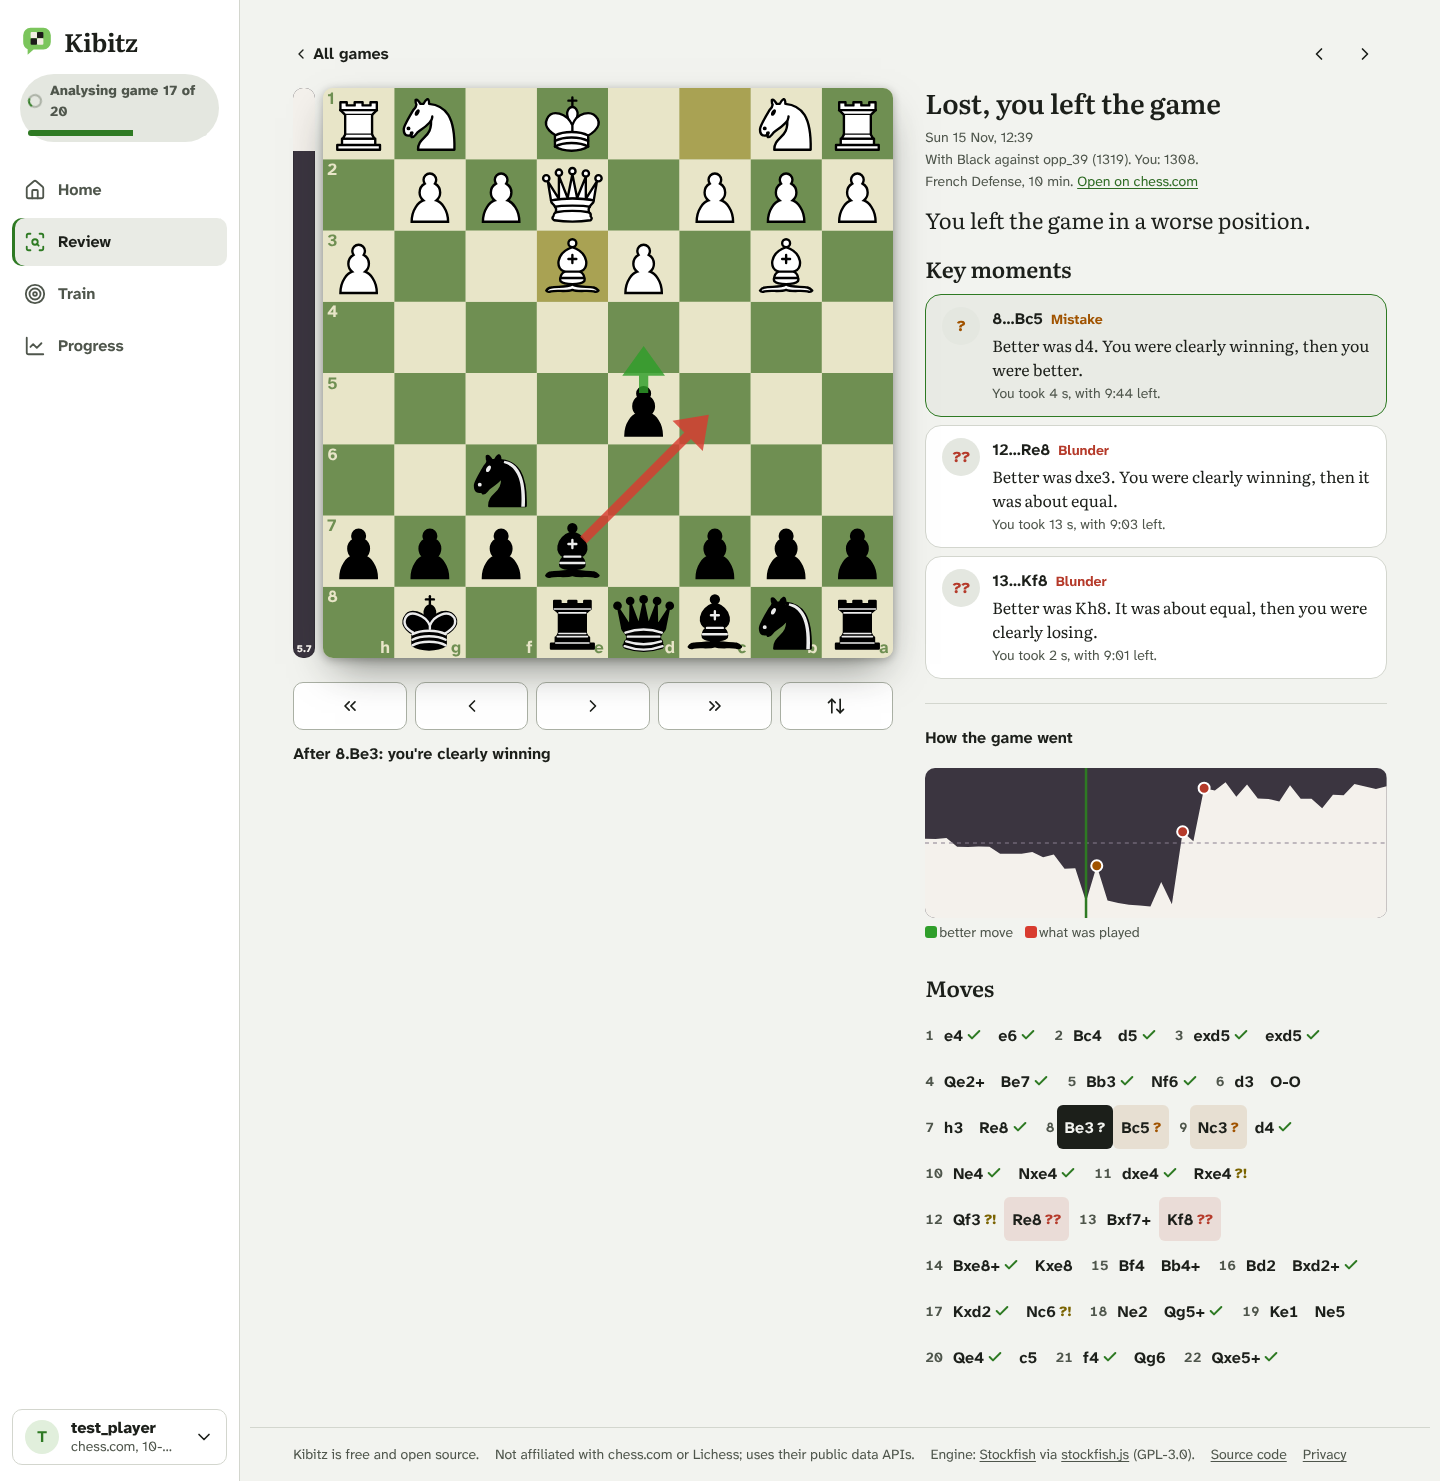 Kibitz
Analysing game 17 of
20
Home
Review
Train
Progress
test_player
chess.com, 10-...
T
All games
1
2
3
4
5
6
7
8
h
g
f
e
d
c
b
a
5.7
After 8.Be3: you're clearly winning
Lost, you left the game
Sun 15 Nov, 12:39
With Black against opp_39 (1319). You: 1308.
French Defense, 10 min. Open on chess.com
You left the game in a worse position.
Key moments
? 8...Bc5 Mistake
Better was d4. You were clearly winning, then you
were better.
You took 4 s, with 9:44 left.
?? 12...Re8 Blunder
Better was dxe3. You were clearly winning, then it
was about equal.
You took 13 s, with 9:03 left.
?? 13...Kf8 Blunder
Better was Kh8. It was about equal, then you were
clearly losing.
You took 2 s, with 9:01 left.
How the game went
better move what was played
Moves
1 e4 e6 2 Bc4 d5 3 exd5 exd5
4 Qe2+ Be7 5 Bb3 Nf6 6 d3 O-O
7 h3 Re8 8 Be3 ? Bc5 ? 9 Nc3 ? d4
10 Ne4 Nxe4 11 dxe4 Rxe4 ?!
12 Qf3 ?! Re8 ?? 13 Bxf7+ Kf8 ??
14 Bxe8+ Kxe8 15 Bf4 Bb4+ 16 Bd2 Bxd2+
17 Kxd2 Nc6 ?! 18 Ne2 Qg5+ 19 Ke1 Ne5
20 Qe4 c5 21 f4 Qg6 22 Qxe5+
Kibitz is free and open source. Not affiliated with chess.com or Lichess; uses their public data APIs. Engine: Stockfish via stockfish.js (GPL-3.0). Source code Privacy